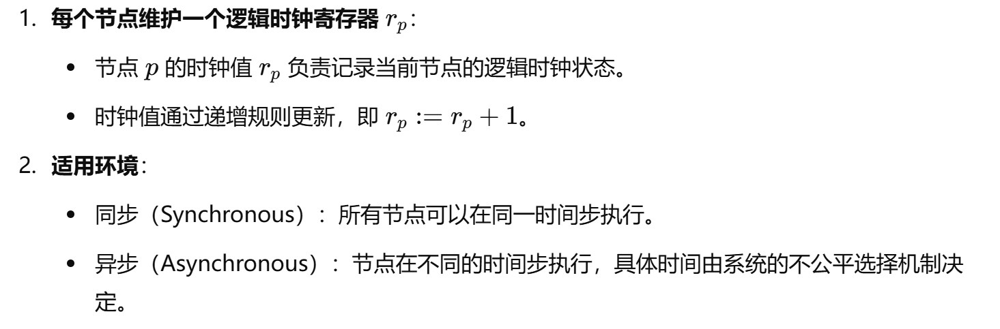 1. 每个节点维护一个逻辑时钟寄存器 rₚ：
• 节点 p 的时钟值 rₚ 负责记录当前节点的逻辑时钟状态。
• 时钟值通过递增规则更新，即 rₚ := rₚ + 1。
2. 适用环境：
• 同步（Synchronous）：所有节点可以在同一时间步执行。
• 异步（Asynchronous）：节点在不同的时间步执行，具体时间由系统的不公平选择机制决
定。